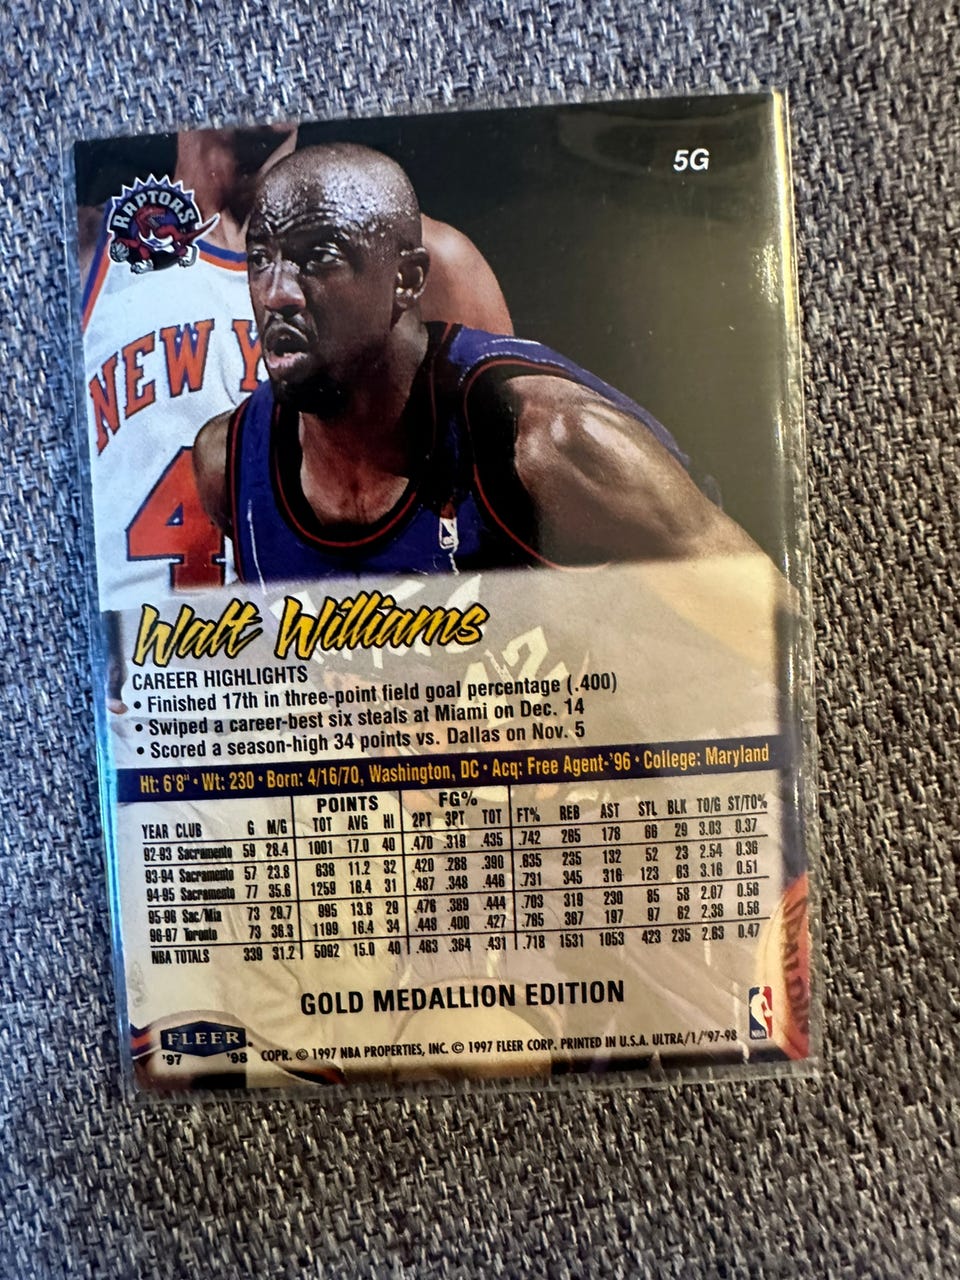 5G
RAPTORS
NEW Y
4
Walt Williams
CAREER HIGHLIGHTS
• Finished 17th in three-point field goal percentage (.400)
• Swiped a career-best six steals at Miami on Dec. 14
• Scored a season-high 34 points vs. Dallas on Nov. 5
Ht: 6'8" • Wt: 230 • Born: 4/16/70, Washington, DC • Acq: Free Agent-'96 • College: Maryland
POINTS FG%
YEAR CLUB G M/G TOT AVG HI 2PT 3PT TOT FT% REB AST STL BLK TO/G ST/TO%
92-93 Sacramento 59 28.4 1001 17.0 40 .470 .319 .435 .742 265 178 66 29 3.03 0.37
93-94 Sacramento 57 23.8 638 11.2 32 .420 .288 .390 .635 235 132 52 23 2.54 0.36
94-95 Sacramento 77 35.6 1259 16.4 31 .487 .348 .446 .731 345 316 123 63 3.16 0.51
95-96 Sac/Mia 73 29.7 995 13.6 29 .476 .389 .444 .703 319 230 85 58 2.07 0.56
96-97 Toronto 73 36.3 1199 16.4 34 .448 .400 .427 .765 367 197 97 62 2.38 0.56
NBA TOTALS 339 31.2 5092 15.0 40 .463 .364 .431 .718 1531 1053 423 235 2.63 0.47
GOLD MEDALLION EDITION
FLEER
'97 '98
COPR. © 1997 NBA PROPERTIES, INC. © 1997 FLEER CORP. PRINTED IN U.S.A. ULTRA/1/'97-98
NBA